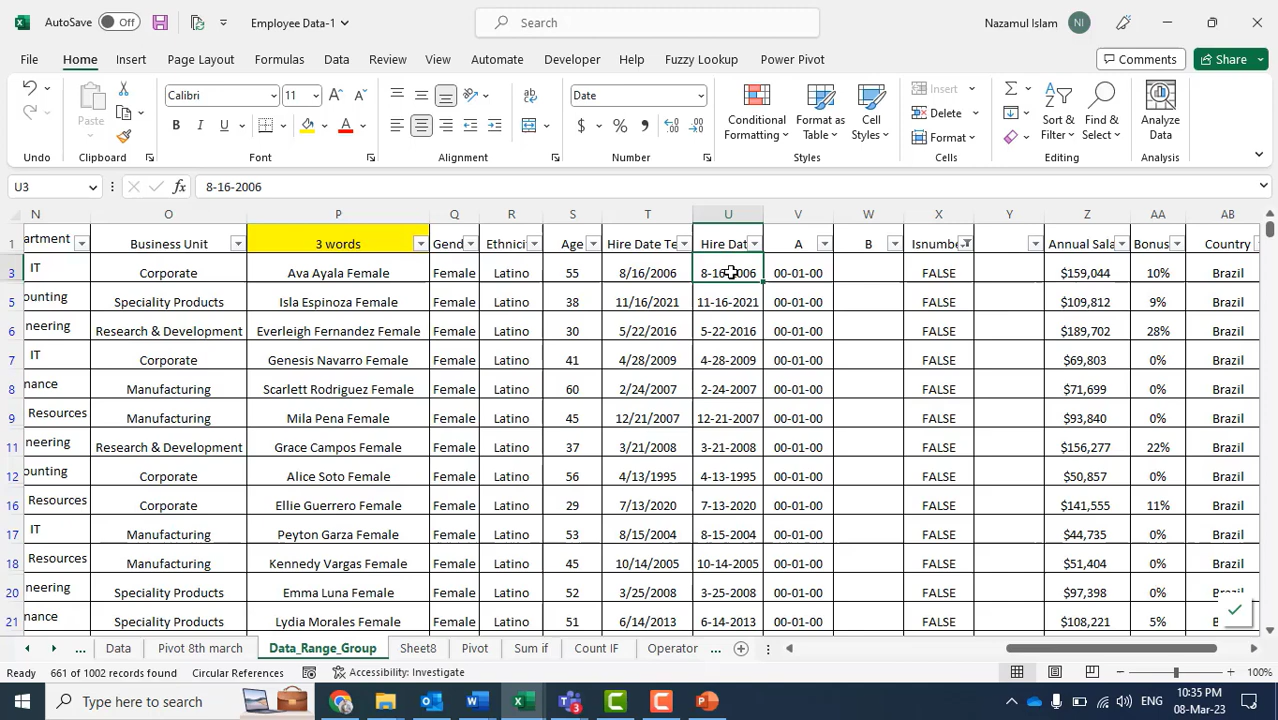 AutoSave Off Employee Data-1 Search Nazamul Islam NI
File Home Insert Page Layout Formulas Data Review View Automate Developer Help Fuzzy Lookup Power Pivot Comments Share
Calibri 11 Date Insert
Paste Conditional Formatting Format as Table Cell Styles Delete Sort & Filter Find & Select Analyze Data
B I U $ % Format
Undo Clipboard Font Alignment Number Styles Cells Editing Analysis
U3 fx 8-16-2006
N O P Q R S T U V W X Y Z AA AB
1 artment Business Unit 3 words Gend Ethnici Age Hire Date Te Hire Dat A B Isnumbe Annual Sala Bonus Country
3 IT Corporate Ava Ayala Female Female Latino 55 8/16/2006 8-16-2006 00-01-00 FALSE $159,044 10% Brazil
5 ounting Speciality Products Isla Espinoza Female Female Latino 38 11/16/2021 11-16-2021 00-01-00 FALSE $109,812 9% Brazil
6 neering Research & Development Everleigh Fernandez Female Female Latino 30 5/22/2016 5-22-2016 00-01-00 FALSE $189,702 28% Brazil
7 IT Corporate Genesis Navarro Female Female Latino 41 4/28/2009 4-28-2009 00-01-00 FALSE $69,803 0% Brazil
8 nance Manufacturing Scarlett Rodriguez Female Female Latino 60 2/24/2007 2-24-2007 00-01-00 FALSE $71,699 0% Brazil
9 Resources Manufacturing Mila Pena Female Female Latino 45 12/21/2007 12-21-2007 00-01-00 FALSE $93,840 0% Brazil
11 neering Research & Development Grace Campos Female Female Latino 37 3/21/2008 3-21-2008 00-01-00 FALSE $156,277 22% Brazil
12 ounting Corporate Alice Soto Female Female Latino 56 4/13/1995 4-13-1995 00-01-00 FALSE $50,857 0% Brazil
16 Resources Corporate Ellie Guerrero Female Female Latino 29 7/13/2020 7-13-2020 00-01-00 FALSE $141,555 11% Brazil
17 IT Manufacturing Peyton Garza Female Female Latino 53 8/15/2004 8-15-2004 00-01-00 FALSE $44,735 0% Brazil
18 Resources Manufacturing Kennedy Vargas Female Female Latino 45 10/14/2005 10-14-2005 00-01-00 FALSE $51,404 0% Brazil
20 neering Speciality Products Emma Luna Female Female Latino 52 3/25/2008 3-25-2008 00-01-00 FALSE $97,398 0% Brazil
21 nance Speciality Products Lydia Morales Female Female Latino 51 6/14/2013 6-14-2013 00-01-00 FALSE $108,221 5%
... Data Pivot 8th march Data_Range_Group Sheet8 Pivot Sum if Count IF Operator ...
Ready 661 of 1002 records found Circular References Accessibility: Investigate 100%
Type here to search ENG 10:35 PM
08-Mar-23